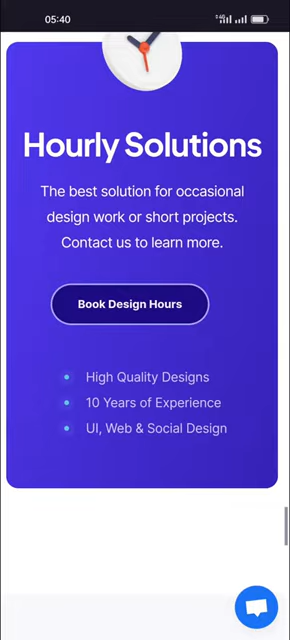 05:40
Hourly Solutions
The best solution for occasional
design work or short projects.
Contact us to learn more.
Book Design Hours
High Quality Designs
10 Years of Experience
UI, Web & Social Design